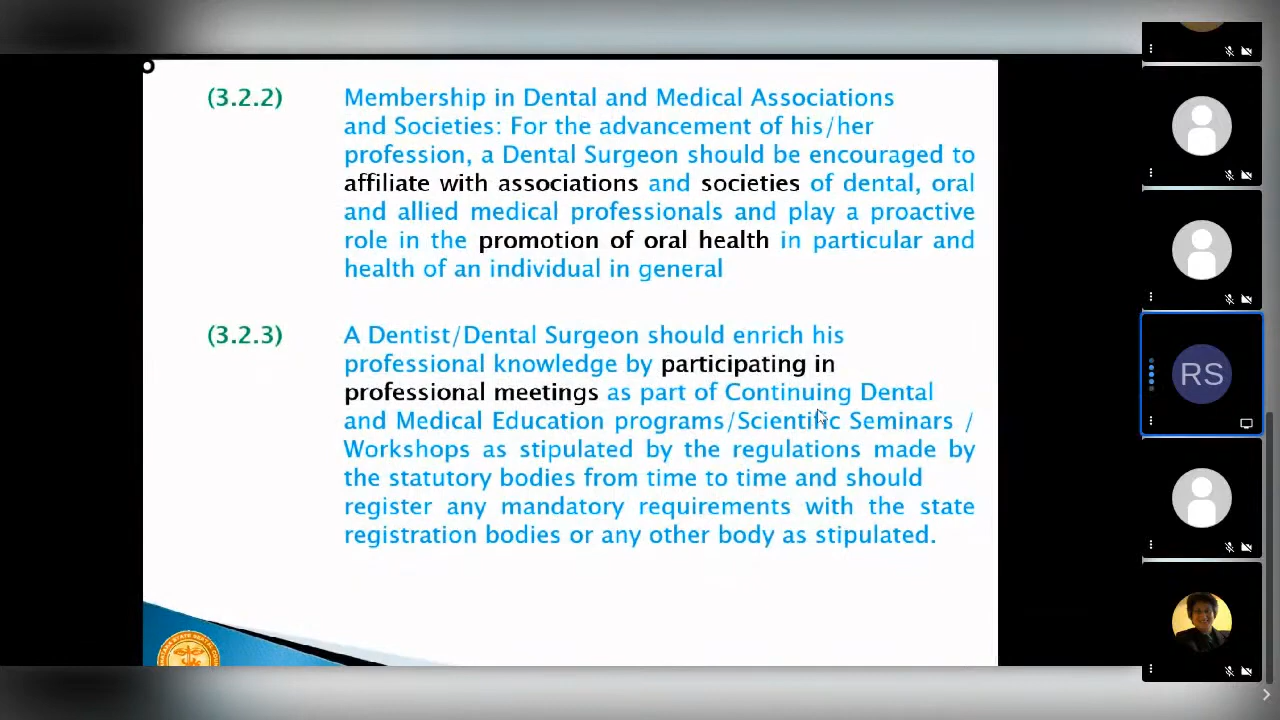 (3.2.2) Membership in Dental and Medical Associations
and Societies: For the advancement of his/her
profession, a Dental Surgeon should be encouraged to
affiliate with associations and societies of dental, oral
and allied medical professionals and play a proactive
role in the promotion of oral health in particular and
health of an individual in general
(3.2.3) A Dentist/Dental Surgeon should enrich his
professional knowledge by participating in
professional meetings as part of Continuing Dental
and Medical Education programs/Scientific Seminars /
Workshops as stipulated by the regulations made by
the statutory bodies from time to time and should
register any mandatory requirements with the state
registration bodies or any other body as stipulated.
RS